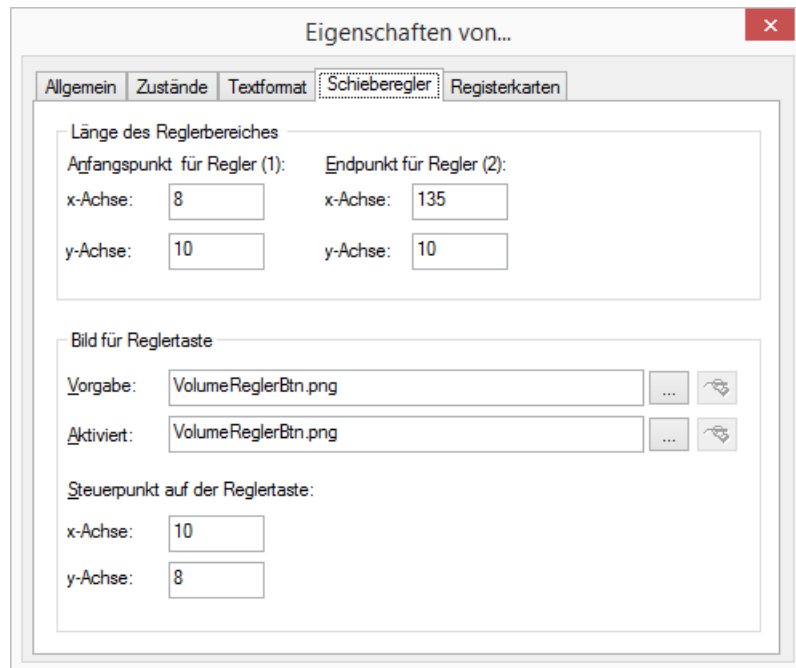 Eigenschaften von...
Allgemein Zustände Textformat Schieberegler Registerkarten
Länge des Reglerbereiches
Anfangspunkt für Regler (1): Endpunkt für Regler (2):
x-Achse: 8 x-Achse: 135
y-Achse: 10 y-Achse: 10
Bild für Reglertaste
Vorgabe: VolumeReglerBtn.png ...
Aktiviert: VolumeReglerBtn.png ...
Steuerpunkt auf der Reglertaste:
x-Achse: 10
y-Achse: 8